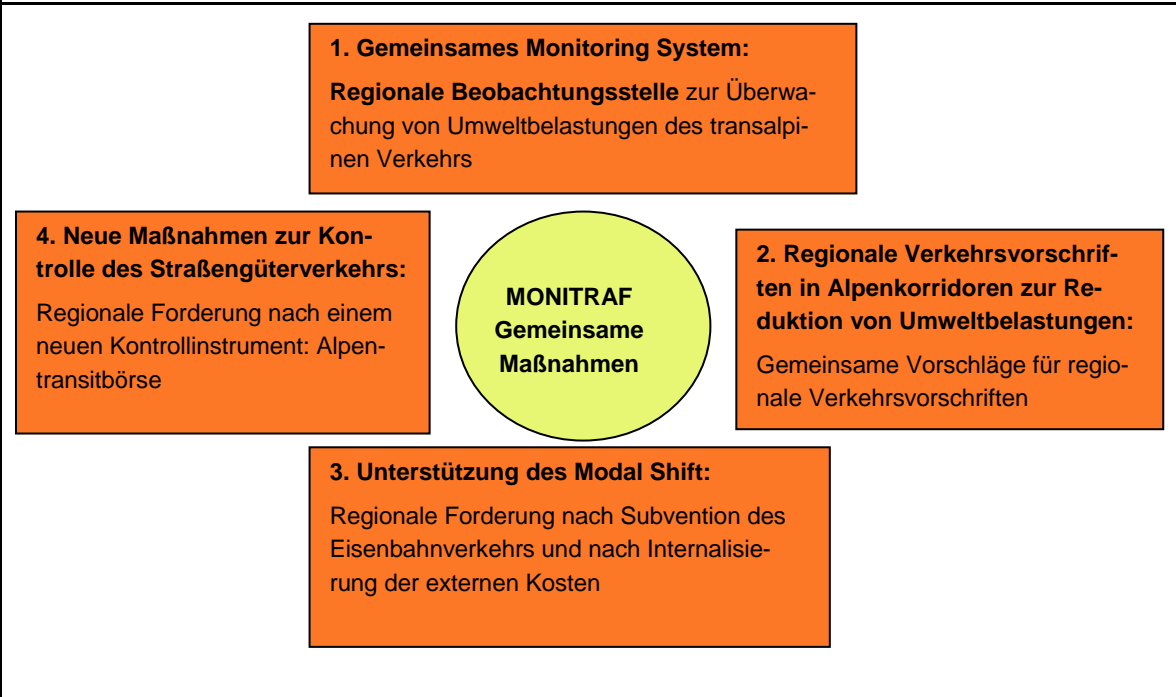 1. Gemeinsames Monitoring System:
Regionale Beobachtungsstelle zur Überwa-
chung von Umweltbelastungen des transalpi-
nen Verkehrs
4. Neue Maßnahmen zur Kon-
trolle des Straßengüterverkehrs:
Regionale Forderung nach einem
neuen Kontrollinstrument: Alpen-
transitbörse
MONITRAF
Gemeinsame
Maßnahmen
2. Regionale Verkehrsvorschrif-
ten in Alpenkorridoren zur Re-
duktion von Umweltbelastungen:
Gemeinsame Vorschläge für regio-
nale Verkehrsvorschriften
3. Unterstützung des Modal Shift:
Regionale Forderung nach Subvention des
Eisenbahnverkehrs und nach Internalisie-
rung der externen Kosten